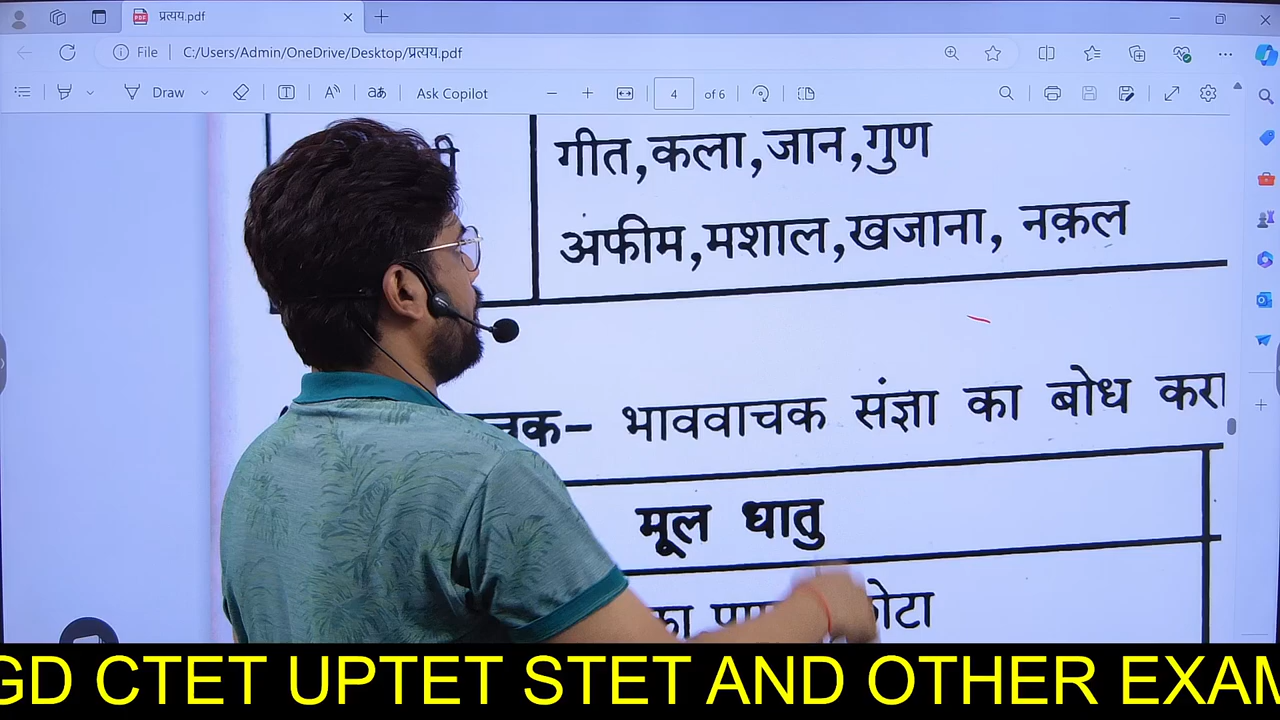 प्रत्यय.pdf
File C:/Users/Admin/OneDrive/Desktop/प्रत्यय.pdf
Draw Ask Copilot 4 of 6
गीत,कला,जान,गुण
अफीम,मशाल,खजाना, नक़ल
भाववाचक संज्ञा का बोध करा
मूल धातु
GD CTET UPTET STET AND OTHER EXAM